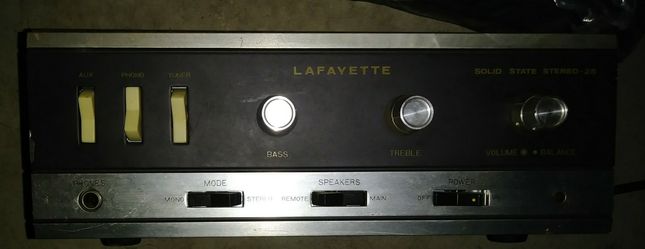 LAFAYETTE
SOLID STATE STEREO-25
AUX PHONO TUNER
BASS TREBLE VOLUME BALANCE
PHONES MODE SPEAKERS POWER
MONO STEREO REMOTE MAIN OFF